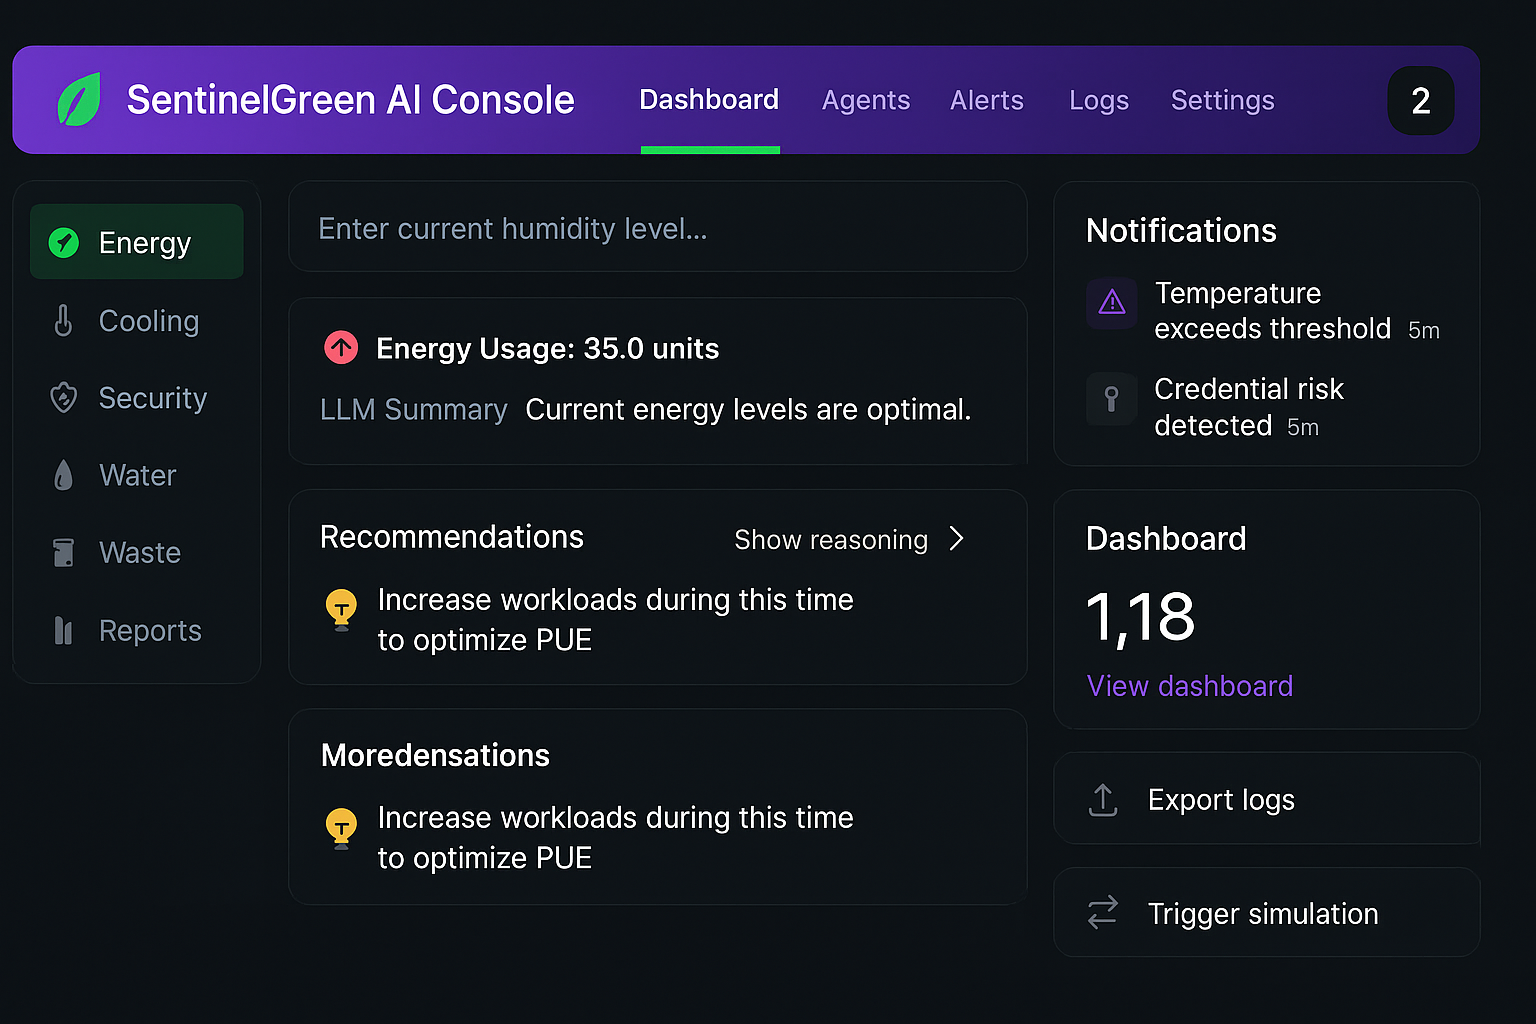 SentinelGreen AI Console
Dashboard
Agents
Alerts
Logs
Settings
2
Energy
Cooling
Security
Water
Waste
Reports
Enter current humidity level...
Energy Usage: 35.0 units
LLM Summary Current energy levels are optimal.
Recommendations
Show reasoning
Increase workloads during this time
to optimize PUE
Moredensations
Increase workloads during this time
to optimize PUE
Notifications
Temperature
exceeds threshold 5m
Credential risk
detected 5m
Dashboard
1,18
View dashboard
Export logs
Trigger simulation